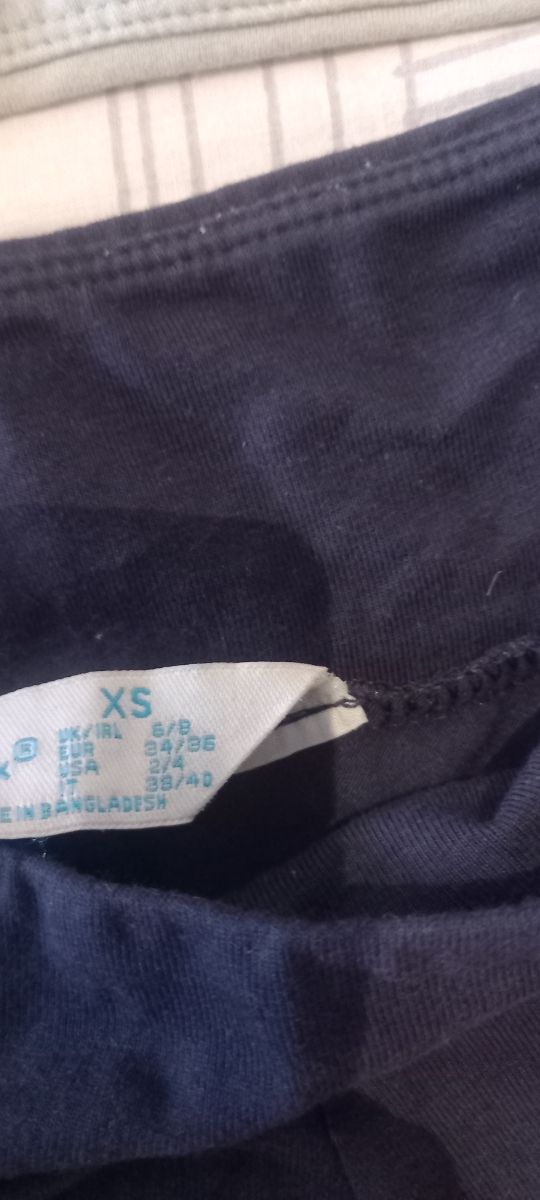 XS
UK/IRL 6/8
EUR 34/36
USA 2/4
IT 38/40
E IN BANGLADESH